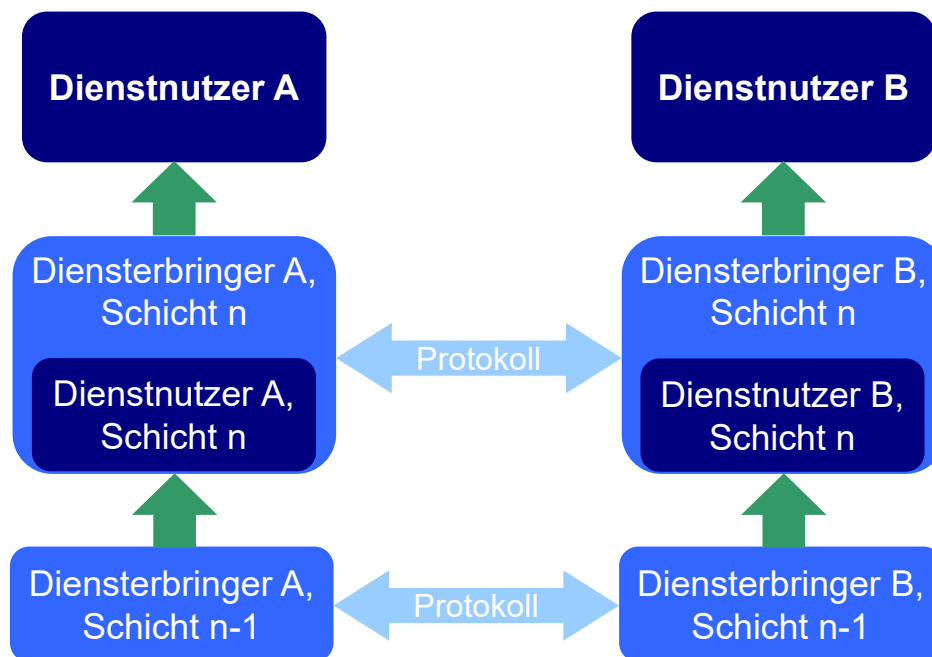 Dienstnutzer A
Dienstnutzer B
Diensterbringer A,
Schicht n
Diensterbringer B,
Schicht n
Protokoll
Dienstnutzer A,
Schicht n
Dienstnutzer B,
Schicht n
Diensterbringer A,
Schicht n-1
Protokoll
Diensterbringer B,
Schicht n-1